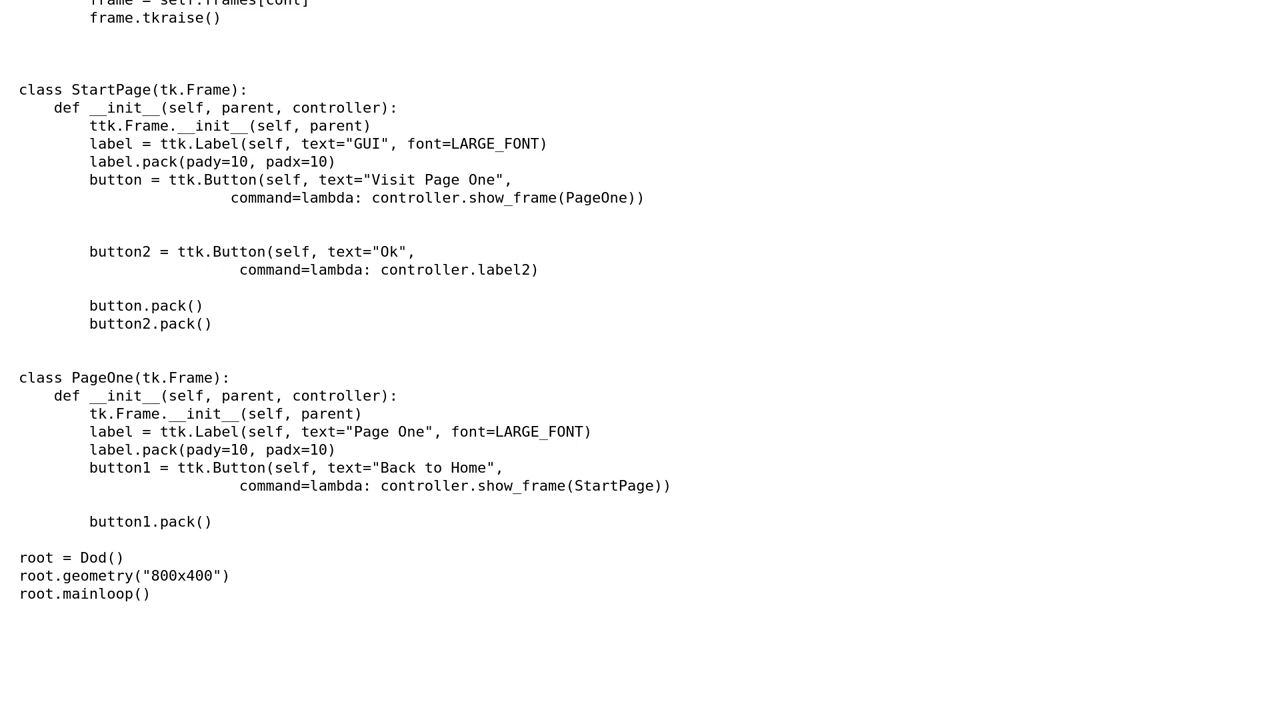 frame = self.frames[cont]
        frame.tkraise()
class StartPage(tk.Frame):
    def __init__(self, parent, controller):
        ttk.Frame.__init__(self, parent)
        label = ttk.Label(self, text="GUI", font=LARGE_FONT)
        label.pack(pady=10, padx=10)
        button = ttk.Button(self, text="Visit Page One",
                        command=lambda: controller.show_frame(PageOne))
        button2 = ttk.Button(self, text="Ok",
                         command=lambda: controller.label2)
        button.pack()
        button2.pack()
class PageOne(tk.Frame):
    def __init__(self, parent, controller):
        tk.Frame.__init__(self, parent)
        label = ttk.Label(self, text="Page One", font=LARGE_FONT)
        label.pack(pady=10, padx=10)
        button1 = ttk.Button(self, text="Back to Home",
                         command=lambda: controller.show_frame(StartPage))
        button1.pack()
root = Dod()
root.geometry("800x400")
root.mainloop()